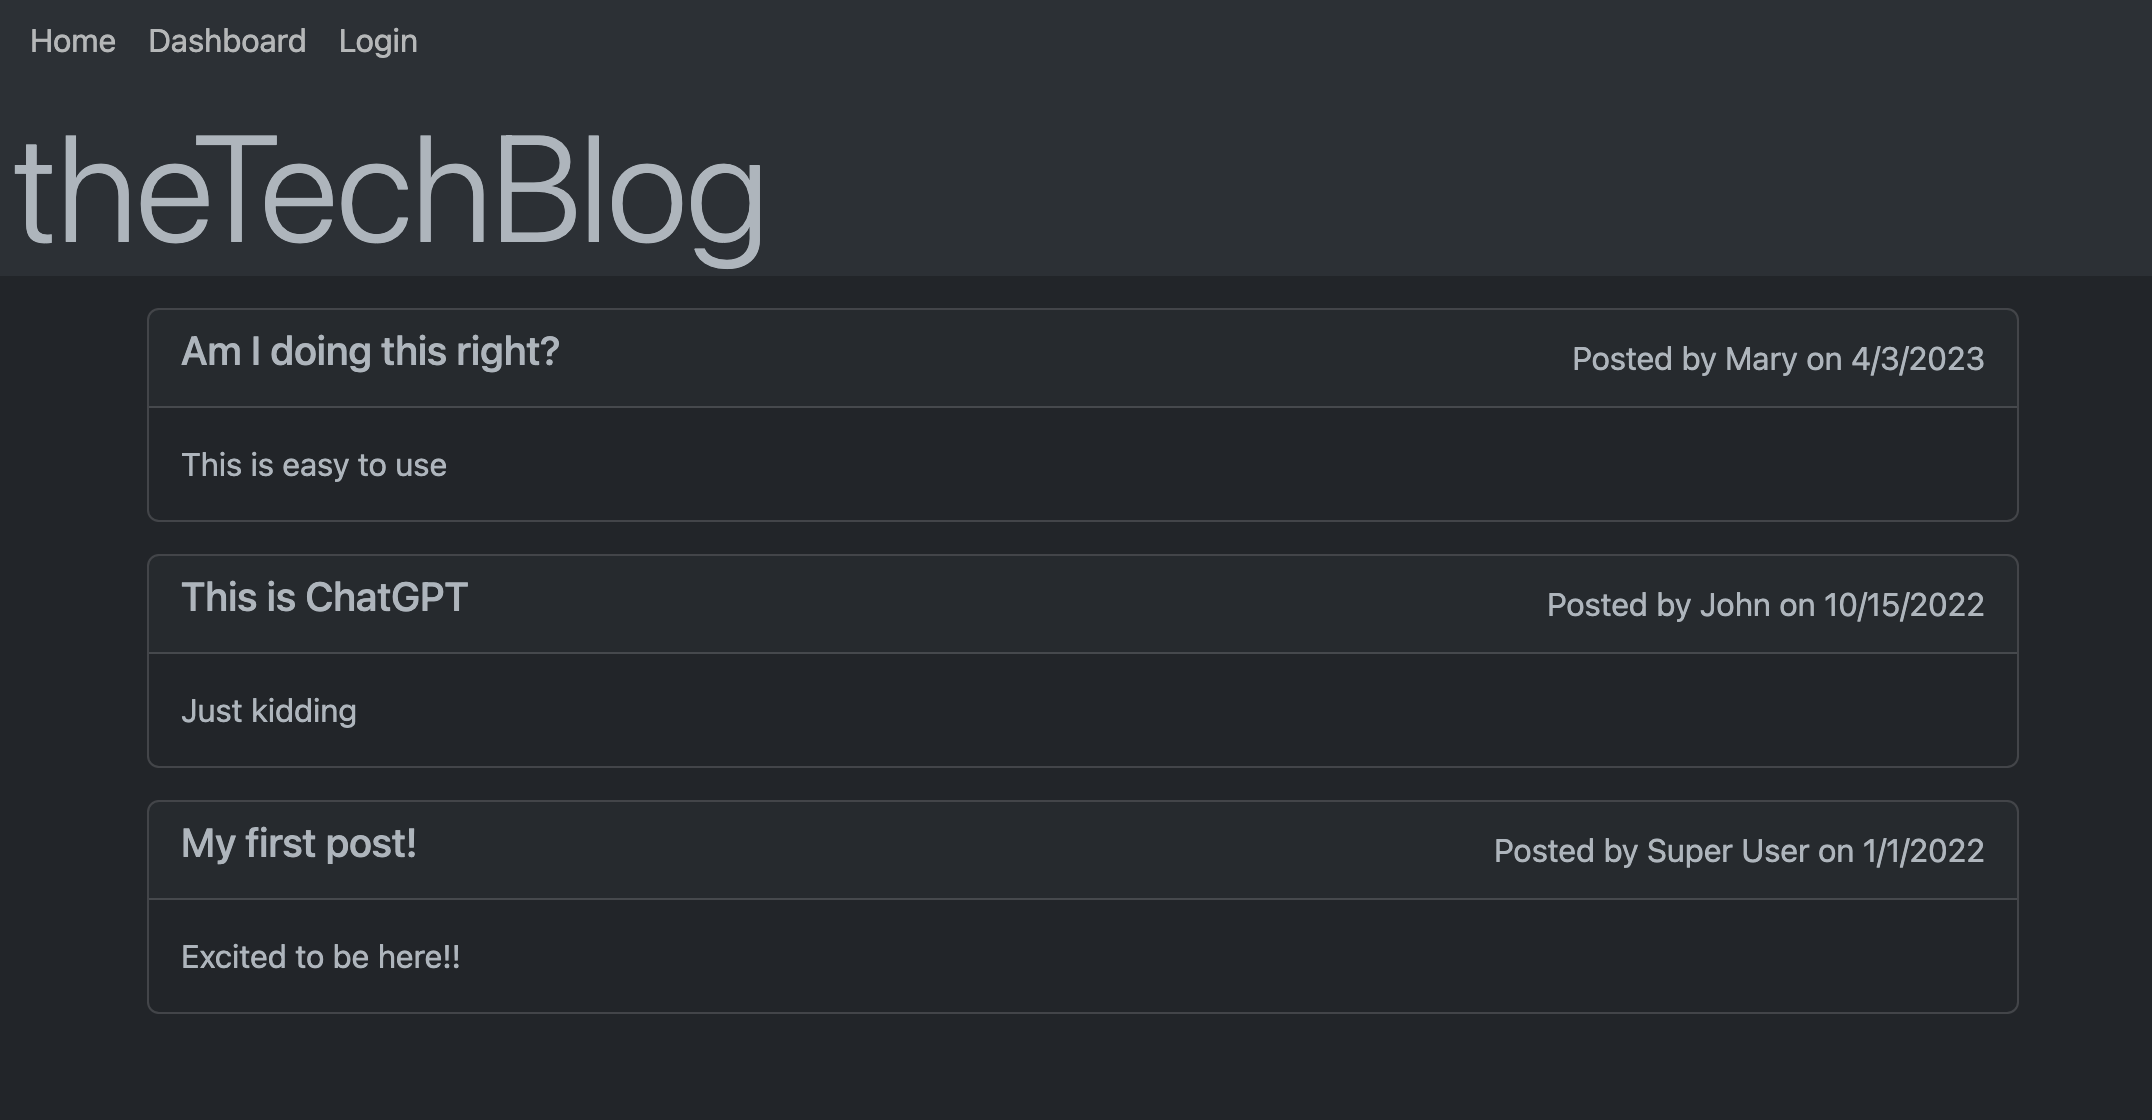 Home Dashboard Login
theTechBlog
Am I doing this right? Posted by Mary on 4/3/2023
This is easy to use
This is ChatGPT Posted by John on 10/15/2022
Just kidding
My first post! Posted by Super User on 1/1/2022
Excited to be here!!